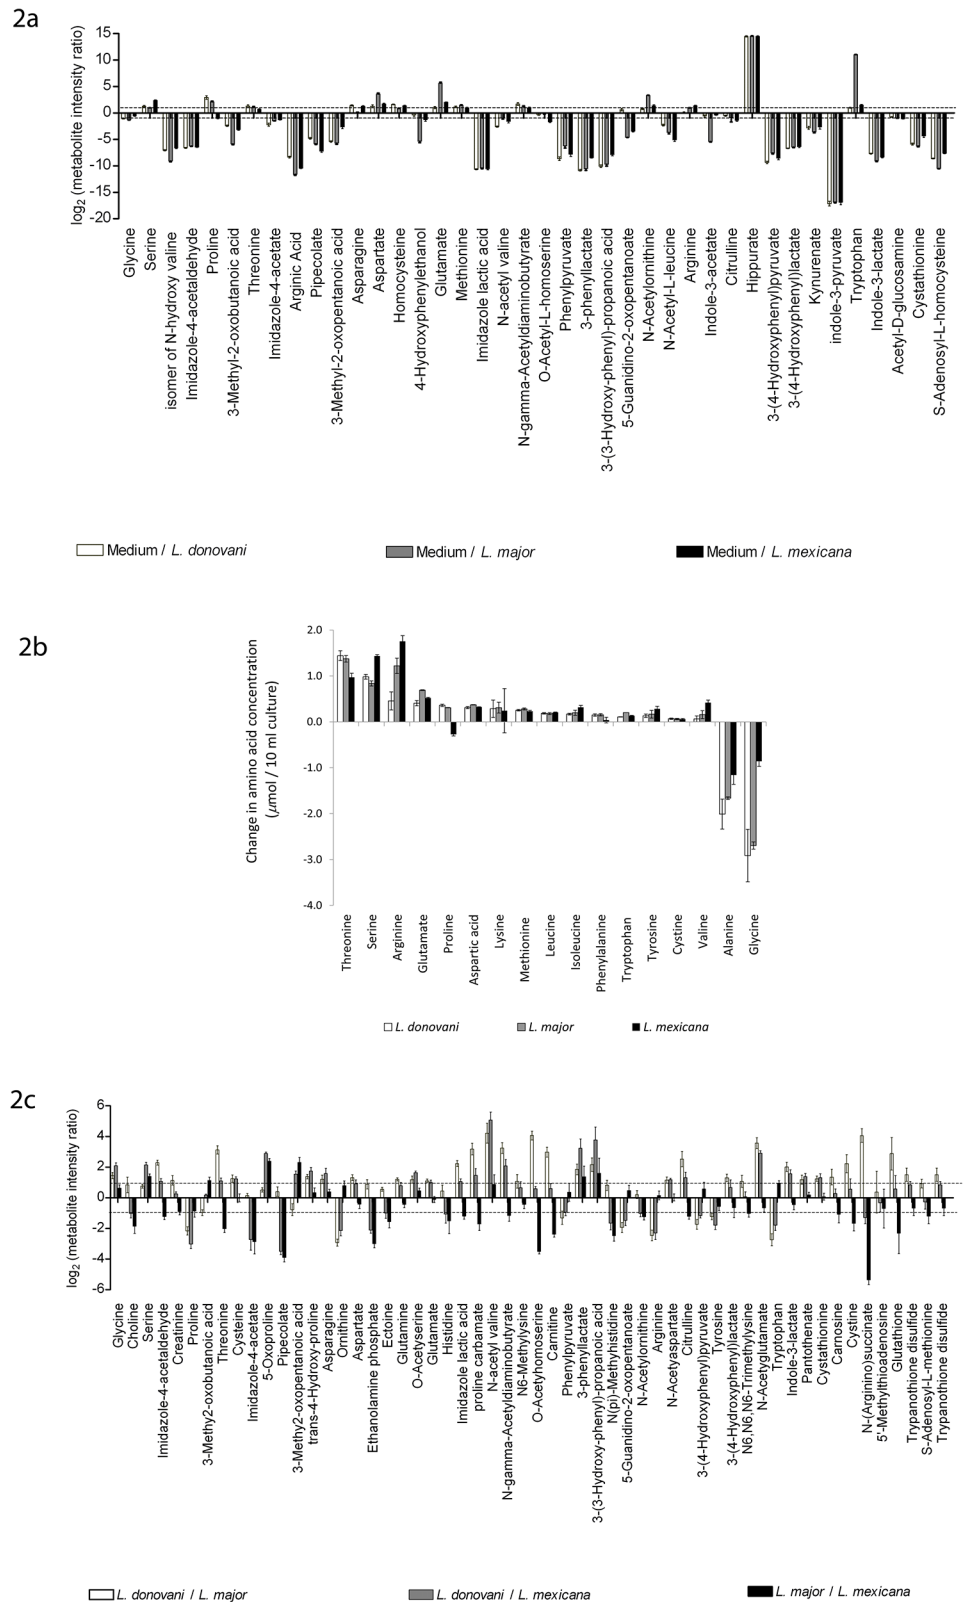 2a
log2 (metabolite intensity ratio)
15
10
5
0
-5
-10
-15
-20
Glycine
Serine
isomer of N-hydroxy valine
Imidazole-4-acetaldehyde
Proline
3-Methyl-2-oxobutanoic acid
Threonine
Imidazole-4-acetate
Arginic Acid
Pipecolate
3-Methyl-2-oxopentanoic acid
Asparagine
Aspartate
Homocysteine
4-Hydroxyphenylethanol
Glutamate
Methionine
Imidazole lactic acid
N-acetyl valine
N-gamma-Acetyldiaminobutyrate
O-Acetyl-L-homoserine
Phenylpyruvate
3-phenyllactate
3-(3-Hydroxy-phenyl)-propanoic acid
5-Guanidino-2-oxopentanoate
N-Acetylornithine
N-Acetyl-L-leucine
Arginine
Indole-3-acetate
Citrulline
Hippurate
3-(4-Hydroxyphenyl)pyruvate
3-(4-Hydroxyphenyl)lactate
Kynurenate
indole-3-pyruvate
Tryptophan
Indole-3-lactate
Acetyl-D-glucosamine
Cystathionine
S-Adenosyl-L-homocysteine
Medium / L. donovani
Medium / L. major
Medium / L. mexicana
2b
Change in amino acid concentration
(µmol / 10 ml culture)
2.0
1.0
0.0
-1.0
-2.0
-3.0
-4.0
Threonine
Serine
Arginine
Glutamate
Proline
Aspartic acid
Lysine
Methionine
Leucine
Isoleucine
Phenylalanine
Tryptophan
Tyrosine
Cystine
Valine
Alanine
Glycine
L. donovani
L. major
L. mexicana
2c
log2 (metabolite intensity ratio)
6
4
2
0
-2
-4
-6
Glycine
Choline
Serine
Imidazole-4-acetaldehyde
Creatinine
Proline
3-Methy2-oxobutanoic acid
Threonine
Cysteine
Imidazole-4-acetate
5-Oxoproline
Pipecolate
3-Methy2-oxopentanoic acid
trans-4-Hydroxy-proline
Asparagine
Ornithine
Aspartate
Ethanolamine phosphate
Ectoine
Glutamine
O-Acetylserine
Glutamate
Histidine
Imidazole lactic acid
proline carbamate
N-acetyl valine
N-gamma-Acetyldiaminobutyrate
N6-Methylysine
O-Acetyhomoserine
Carnitine
Phenylpyruvate
3-phenyllactate
3-(3-Hydroxy-phenyl)-propanoic acid
N(pi)-Methyhistidine
5-Guanidino-2-oxopentanoate
N-Acetylornithine
Arginine
N-Acetyaspartate
Citrulline
3-(4-Hydroxyphenyl)pyruvate
Tyrosine
3-(4-Hydroxyphenyl)lactate
N6,N6,N6-Trimethylysine
N-Acetyglutamate
Tryptophan
Indole-3-lactate
Pantothenate
Cystathionine
Carnosine
Cystine
N-(Arginino)succinate
5'-Methylthioadenosine
Glutathione
Trypanothione disulfide
S-Adenosyl-L-methionine
Trypanothione disulfide
L. donovani / L. major
L. donovani / L. mexicana
L. major / L. mexicana